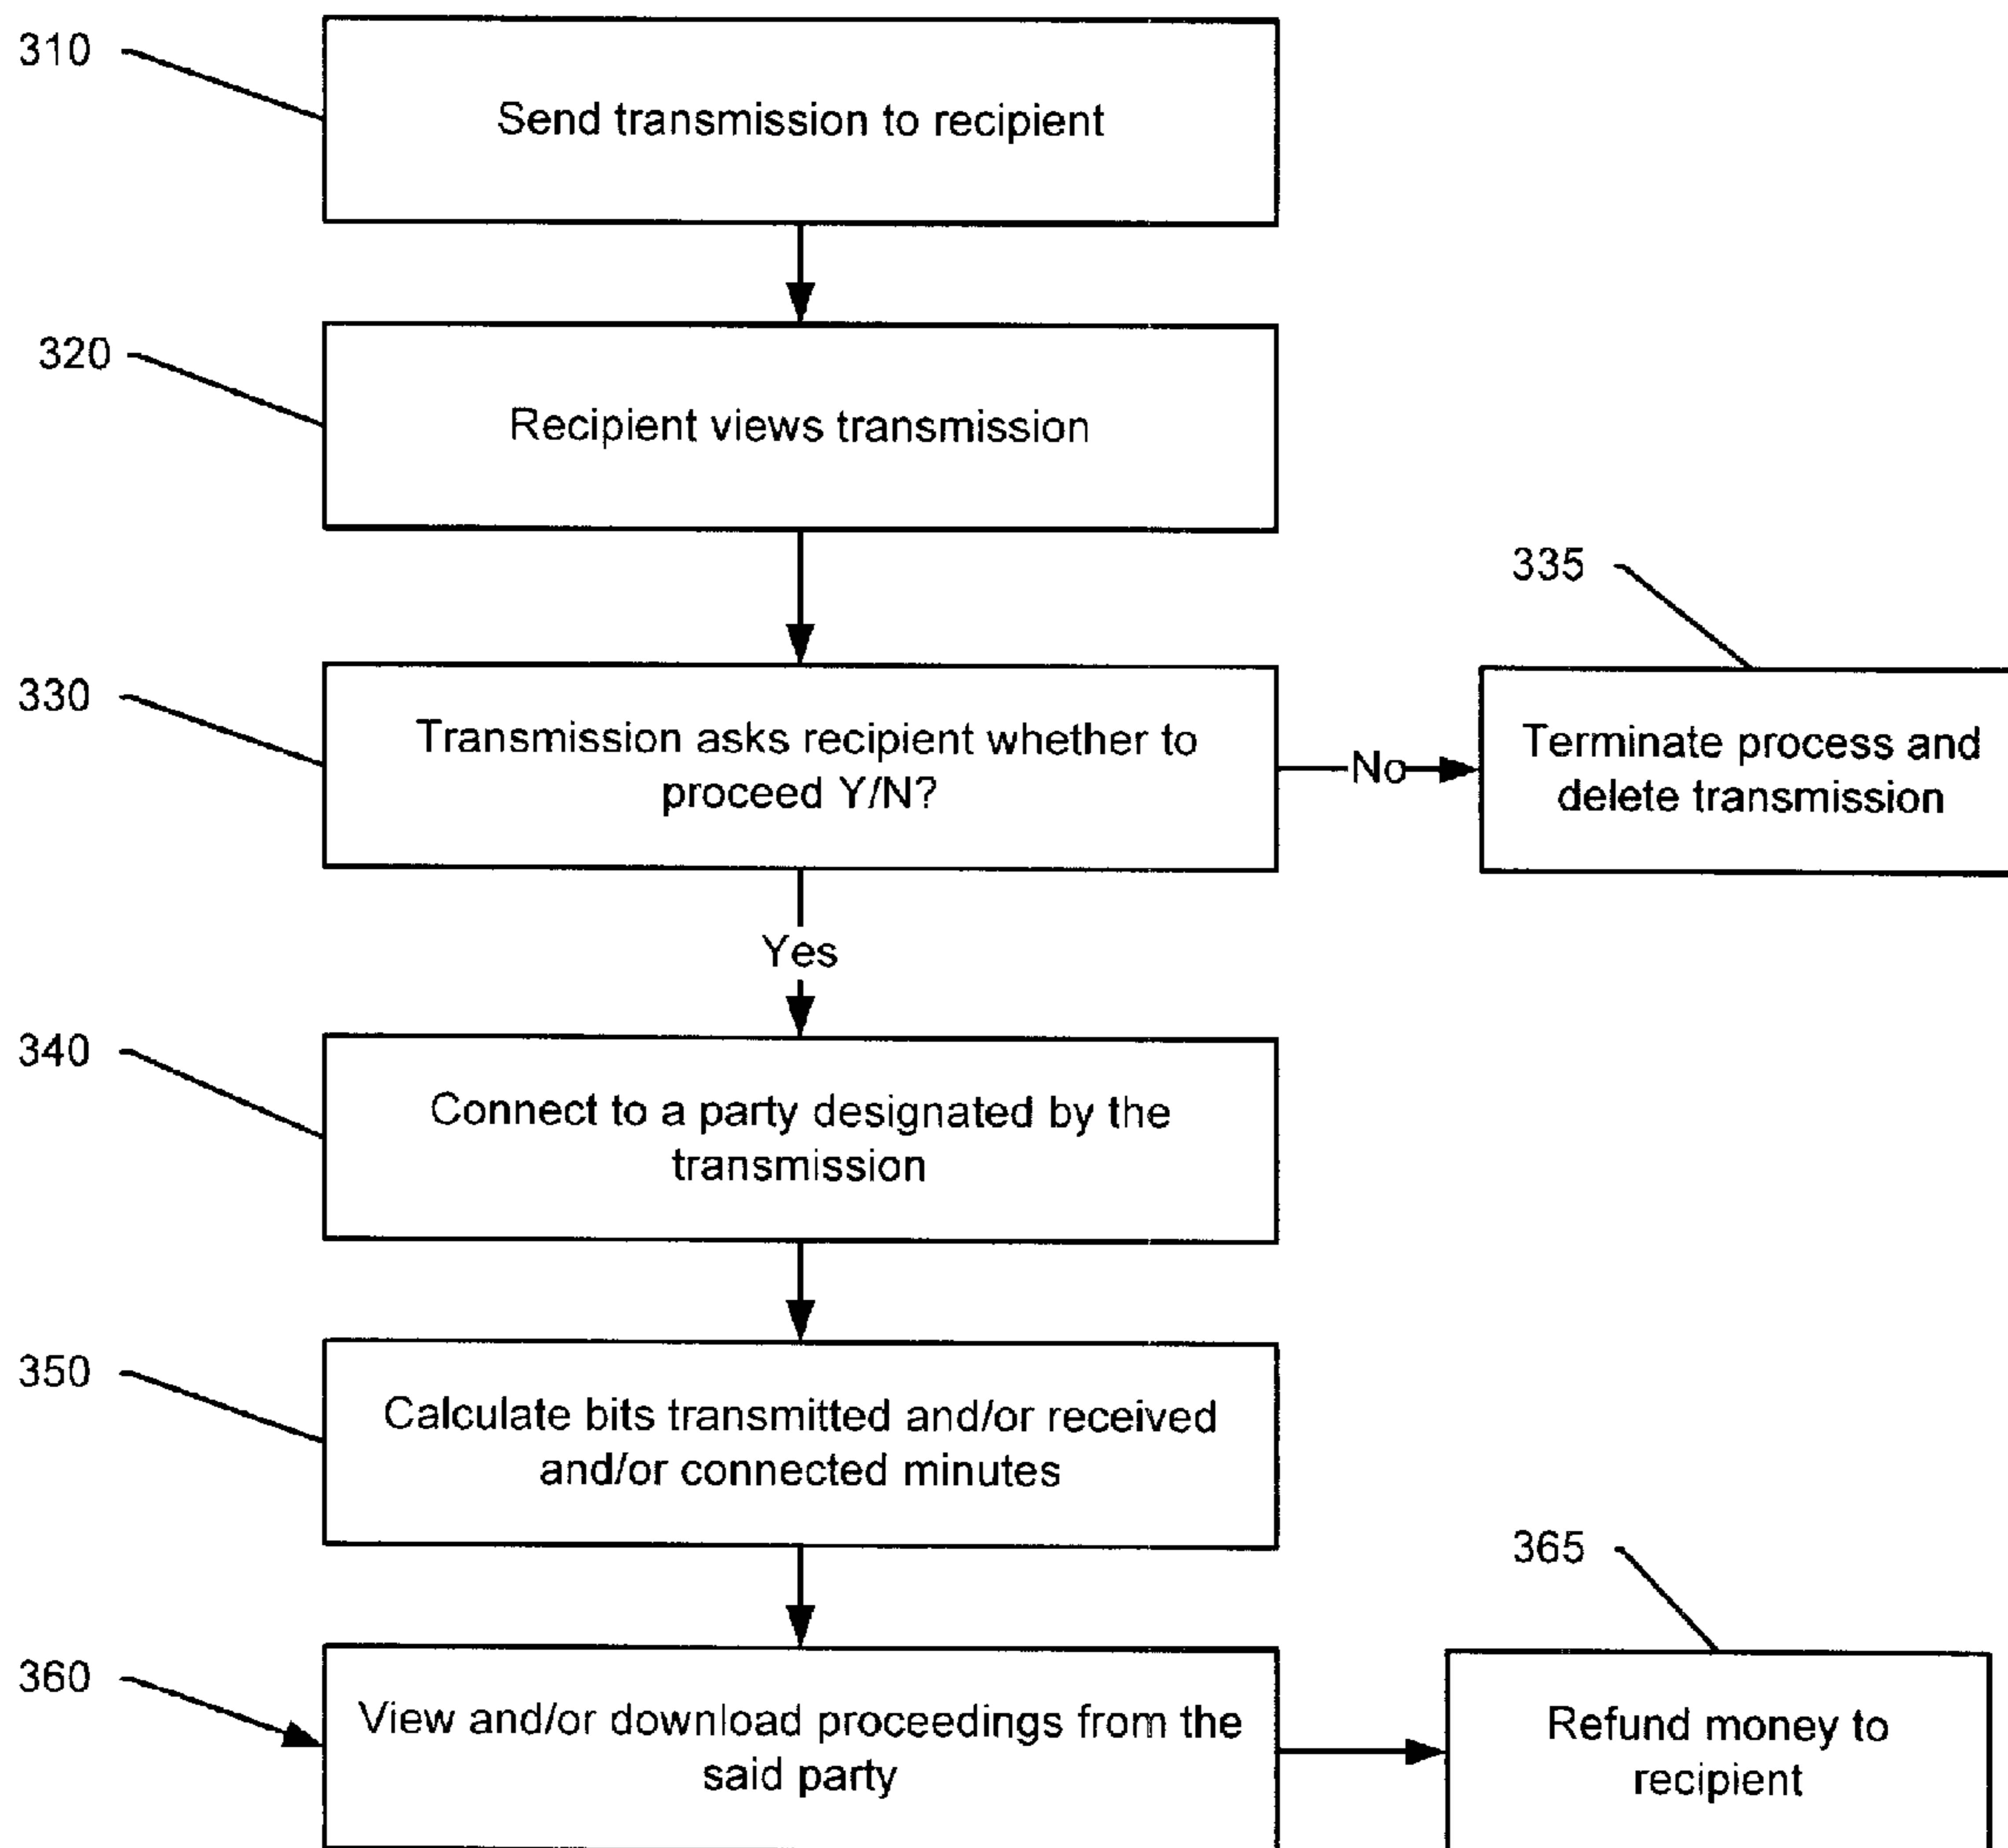 310
Send transmission to recipient
320
Recipient views transmission
335
330
Transmission asks recipient whether to
proceed Y/N?
No
Terminate process and
delete transmission
Yes
340
Connect to a party designated by the
transmission
350
Calculate bits transmitted and/or received
and/or connected minutes
365
360
View and/or download proceedings from the
said party
Refund money to
recipient